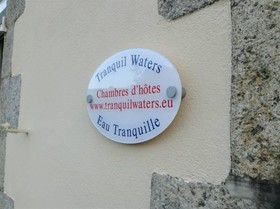 Tranquil Waters
Chambres d'hôtes
www.tranquilwaters.eu
Eau Tranquille